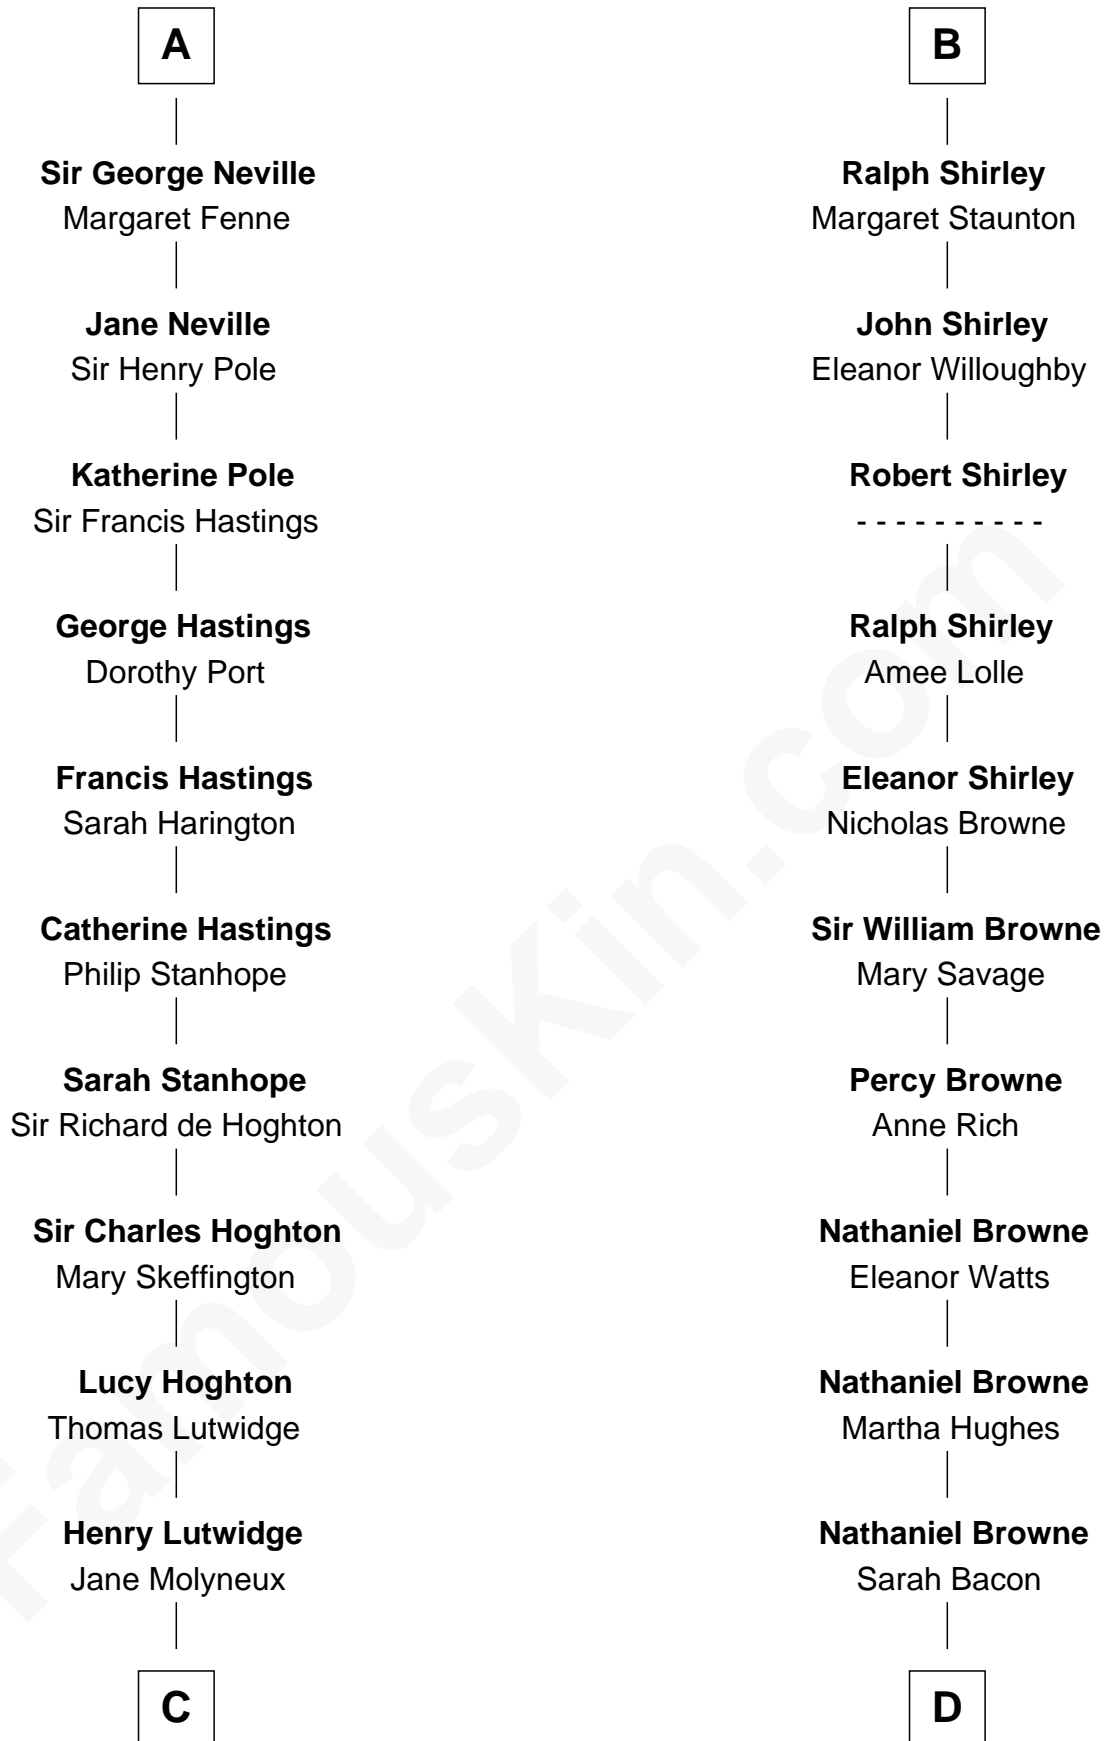 A
Sir George Neville
Margaret Fenne
Jane Neville
Sir Henry Pole
Katherine Pole
Sir Francis Hastings
George Hastings
Dorothy Port
Francis Hastings
Sarah Harington
Catherine Hastings
Philip Stanhope
Sarah Stanhope
Sir Richard de Hoghton
Sir Charles Hoghton
Mary Skeffington
Lucy Hoghton
Thomas Lutwidge
Henry Lutwidge
Jane Molyneux
C
B
Ralph Shirley
Margaret Staunton
John Shirley
Eleanor Willoughby
Robert Shirley
- - - - - - - - - -
Ralph Shirley
Amee Lolle
Eleanor Shirley
Nicholas Browne
Sir William Browne
Mary Savage
Percy Browne
Anne Rich
Nathaniel Browne
Eleanor Watts
Nathaniel Browne
Martha Hughes
Nathaniel Browne
Sarah Bacon
D
FamousKin.com